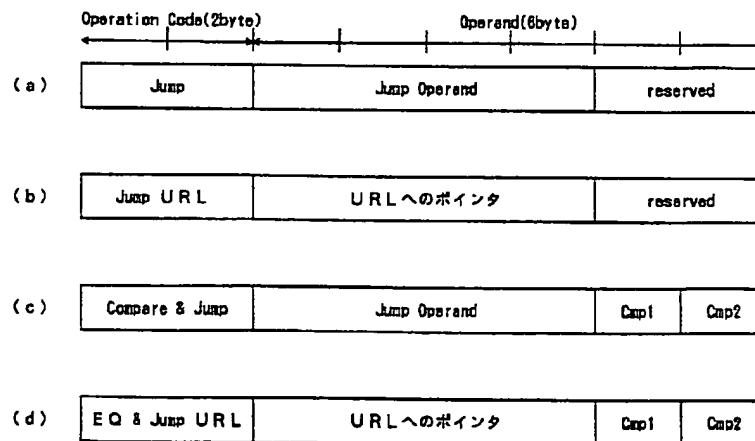 Operation Code(2byte) Operand(6byte)
(a) Jump Jump Operand reserved
(b) Jump URL URLへのポインタ reserved
(c) Compare & Jump Jump Operand Cmp1 Cmp2
(d) EQ & Jump URL URLへのポインタ Cmp1 Cmp2